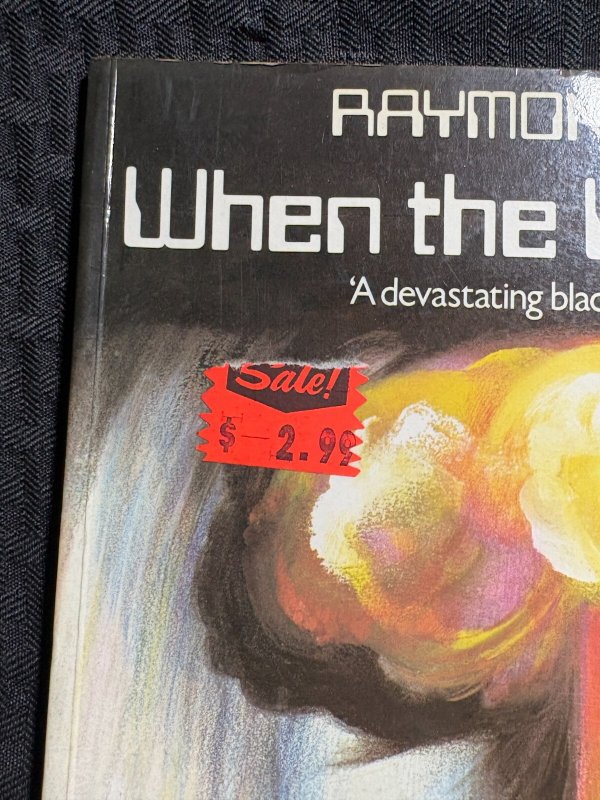 RAYMON
When the
'A devastating blac
Sale!
$ 2.99